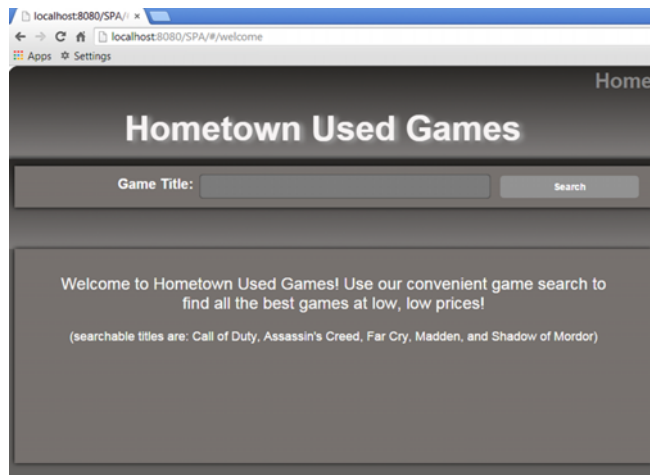 localhost:8080/SPA/
localhost:8080/SPA/#/welcome
Apps Settings
Home
Hometown Used Games
Game Title: Search
Welcome to Hometown Used Games! Use our convenient game search to
find all the best games at low, low prices!
(searchable titles are: Call of Duty, Assassin's Creed, Far Cry, Madden, and Shadow of Mordor)